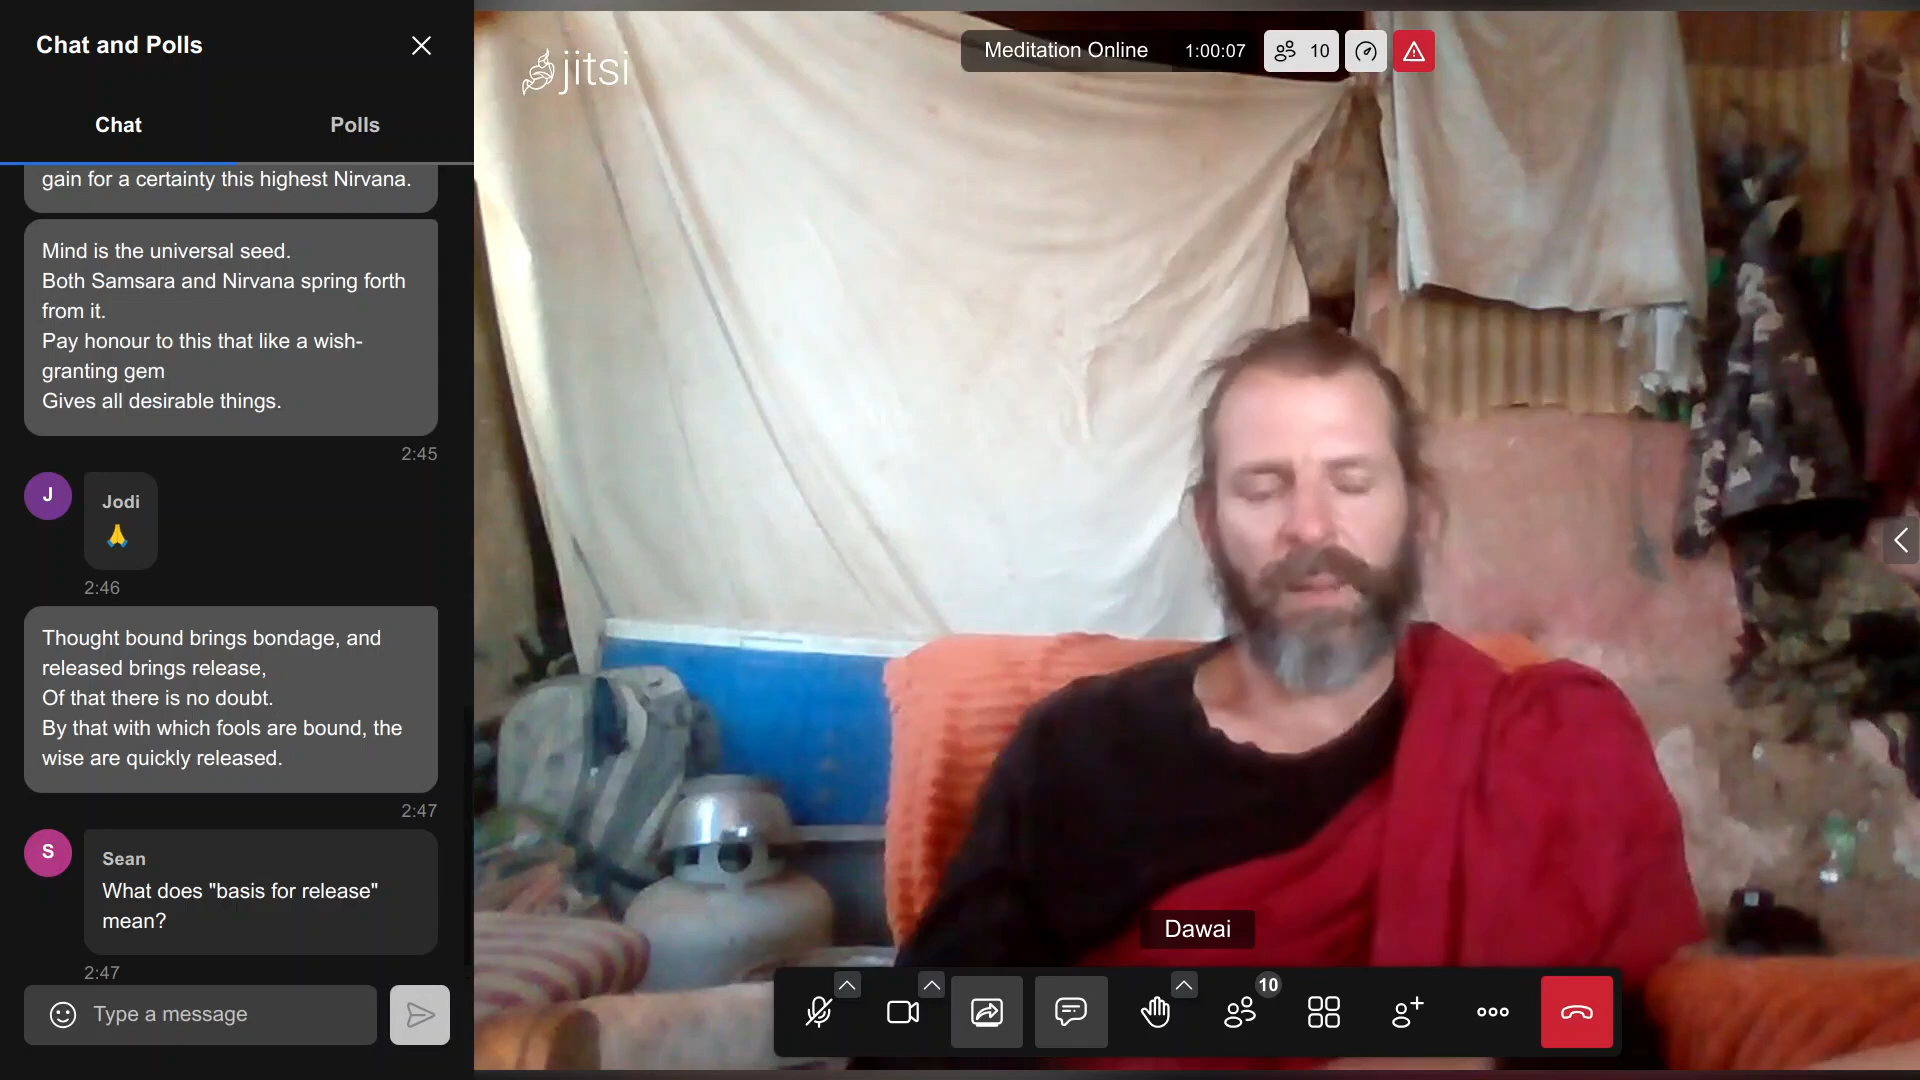 Chat and Polls
Chat
Polls
gain for a certainty this highest Nirvana.
Mind is the universal seed.
Both Samsara and Nirvana spring forth
from it.
Pay honour to this that like a wish-
granting gem
Gives all desirable things.
2:45
J
Jodi
🙏
2:46
Thought bound brings bondage, and
released brings release,
Of that there is no doubt.
By that with which fools are bound, the
wise are quickly released.
2:47
S
Sean
What does "basis for release"
mean?
2:47
Type a message
jitsi
Meditation Online
1:00:07
10
Dawai
10